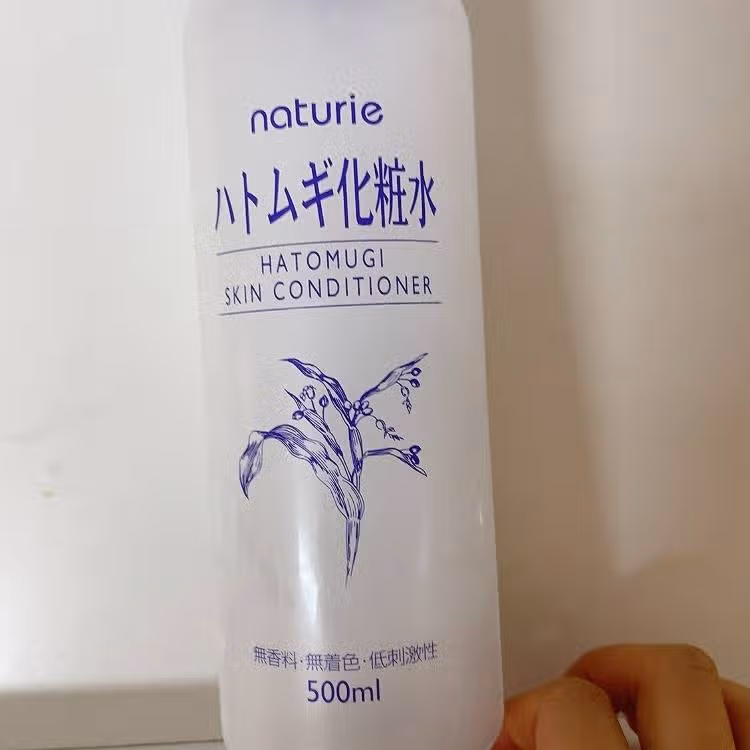 naturie
ハトムギ化粧水
HATOMUGI
SKIN CONDITIONER
無香料·無着色·低刺激性
500ml